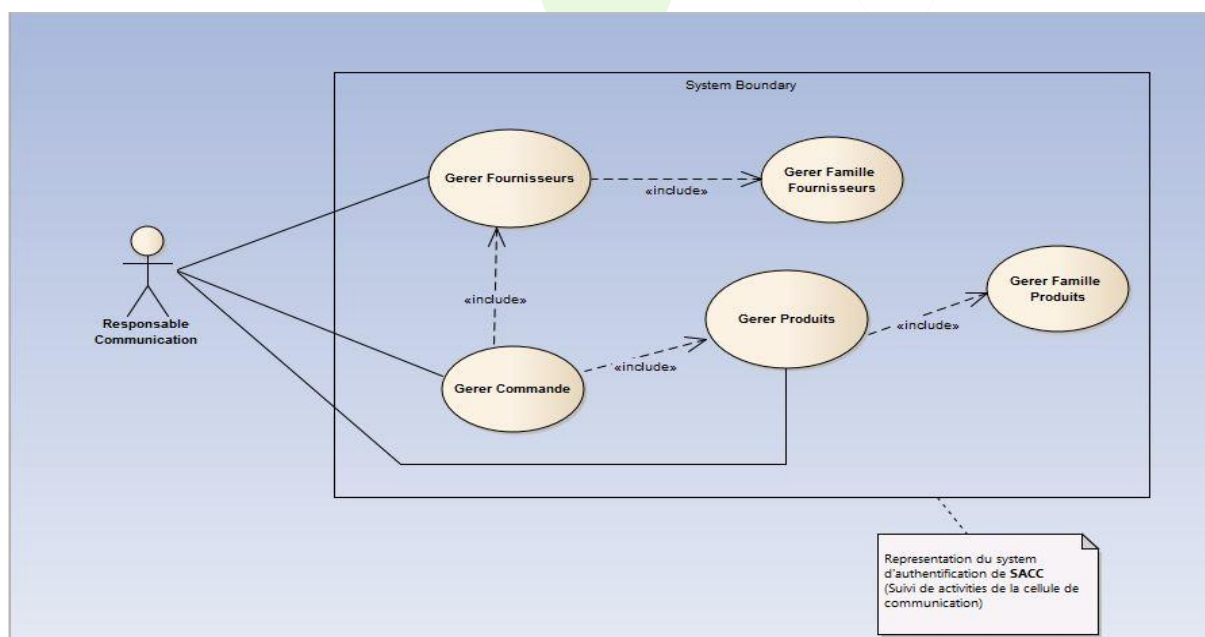 System Boundary
Gerer Fournisseurs
Gerer Famille
Fournisseurs
«include»
Gerer Famille
Produits
«include»
Gerer Produits
«include»
Responsable
Communication
«include»
Gerer Commande
Representation du system
d'authentification de SACC
(Suivi de activities de la cellule de
communication)